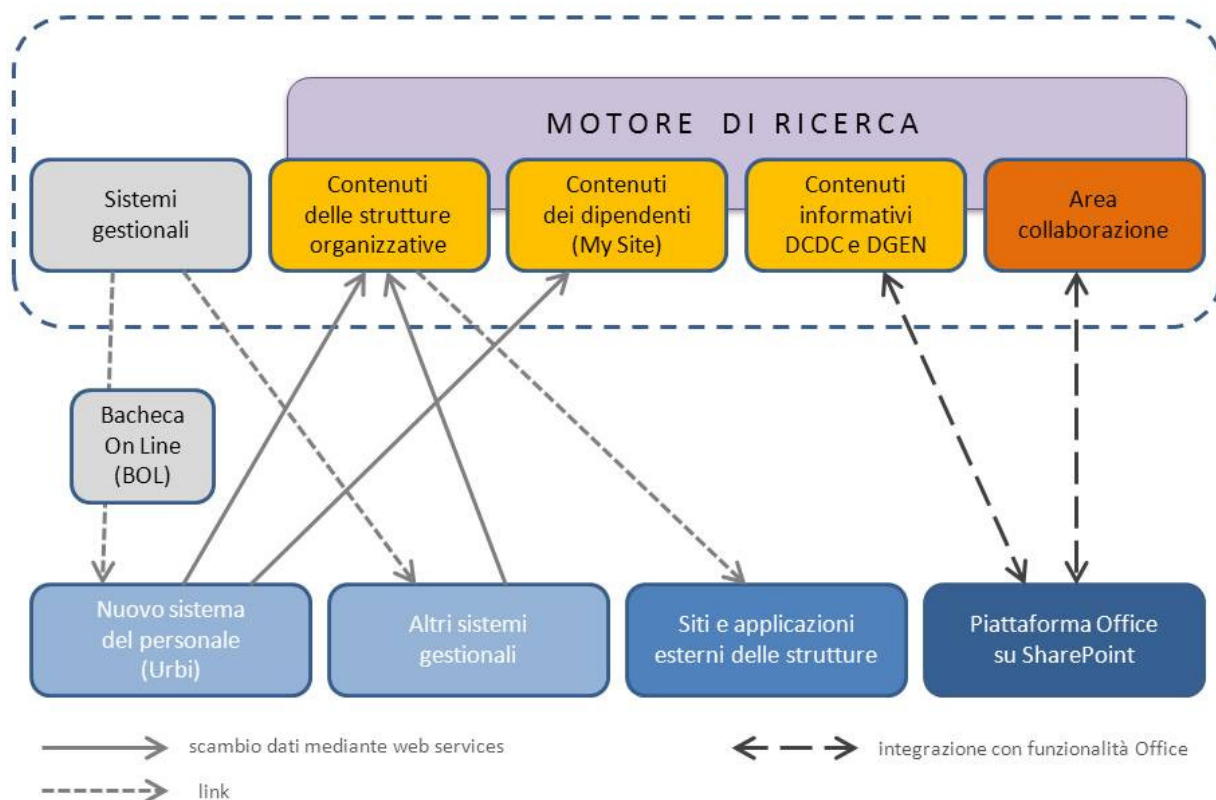 MOTORE DI RICERCA
Sistemi
gestionali
Contenuti
delle strutture
organizzative
Contenuti
dei dipendenti
(My Site)
Contenuti
informativi
DCDC e DGEN
Area
collaborazione
Bacheca
On Line
(BOL)
Nuovo sistema
del personale
(Urbi)
Altri sistemi
gestionali
Siti e applicazioni
esterni delle strutture
Piattaforma Office
su SharePoint
scambio dati mediante web services
integrazione con funzionalità Office
link